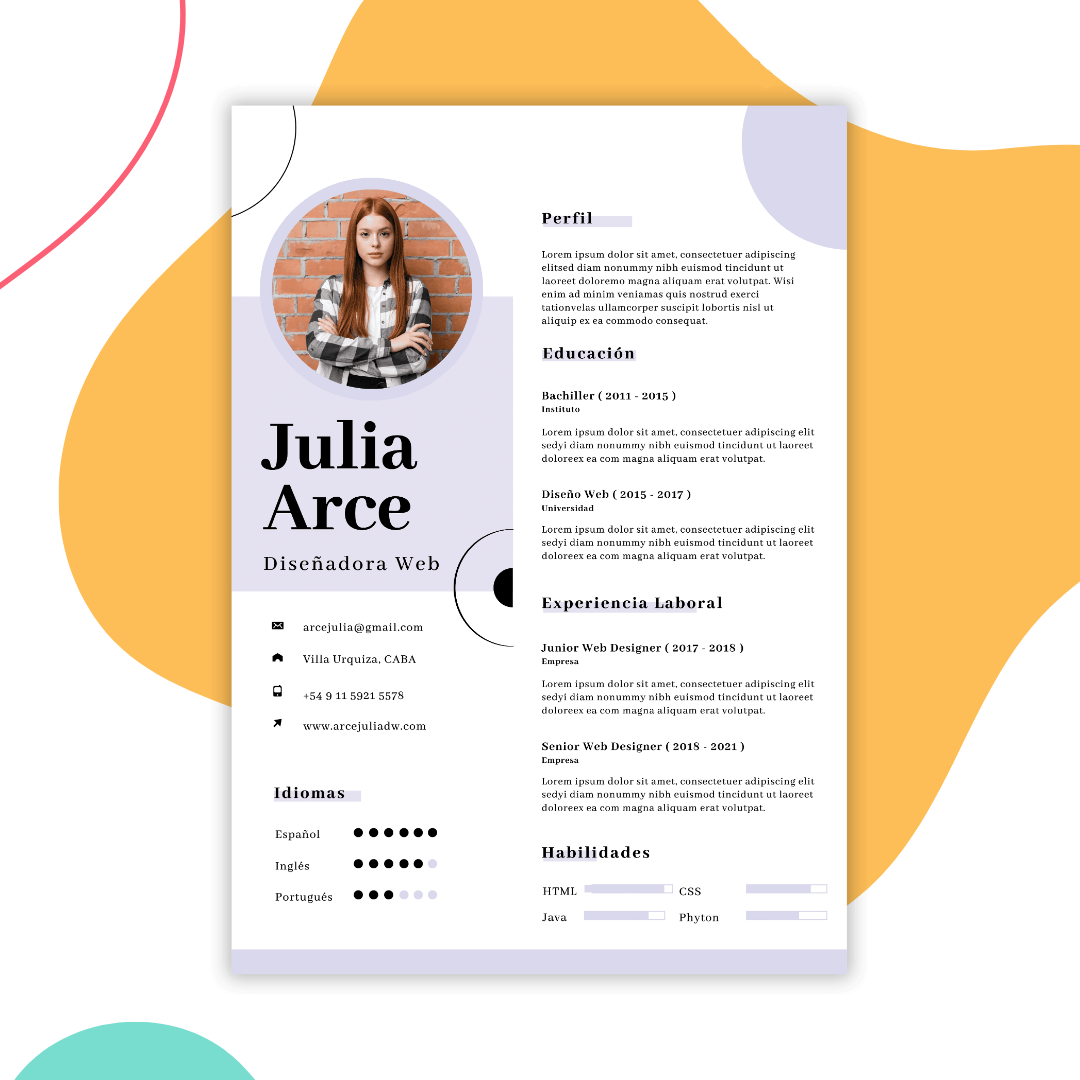 Julia
Arce
Diseñadora Web
arcejulia@gmail.com
Villa Urquiza, CABA
+54 9 11 5921 5578
www.arcejuliadw.com
Idiomas
Español
Inglés
Portugués
Perfil
Lorem ipsum dolor sit amet, consectetuer adipiscing
elitsed diam nonummy nibh euismod tincidunt ut
laoreet doloremo magna aliquam erat volutpat. Wisi
enim ad minim veniamas quis nostrud exerci
tationvelas ullamcorper suscipit lobortis nisl ut
aliquip ex ea commodo consequat.
Educación
Bachiller ( 2011 - 2015 )
Instituto
Lorem ipsum dolor sit amet, consectetuer adipiscing elit
sedyi diam nonummy nibh euismod tincidunt ut laoreet
doloreex ea com magna aliquam erat volutpat.
Diseño Web ( 2015 - 2017 )
Universidad
Lorem ipsum dolor sit amet, consectetuer adipiscing elit
sedyi diam nonummy nibh euismod tincidunt ut laoreet
doloreex ea com magna aliquam erat volutpat.
Experiencia Laboral
Junior Web Designer ( 2017 - 2018 )
Empresa
Lorem ipsum dolor sit amet, consectetuer adipiscing elit
sedyi diam nonummy nibh euismod tincidunt ut laoreet
doloreex ea com magna aliquam erat volutpat.
Senior Web Designer ( 2018 - 2021 )
Empresa
Lorem ipsum dolor sit amet, consectetuer adipiscing elit
sedyi diam nonummy nibh euismod tincidunt ut laoreet
doloreex ea com magna aliquam erat volutpat.
Habilidades
HTML CSS
Java Phyton